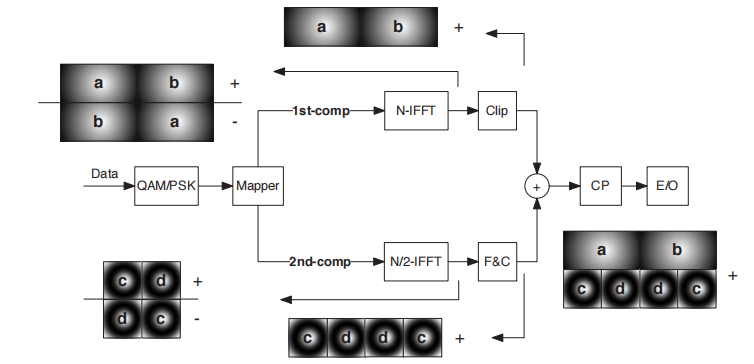 a b +
a b +
b a -
1st-comp N-IFFT Clip
Data
QAM/PSK Mapper + CP E/O
2nd-comp N/2-IFFT F&C
a b
c d d c +
c d +
d c -
c d d c +